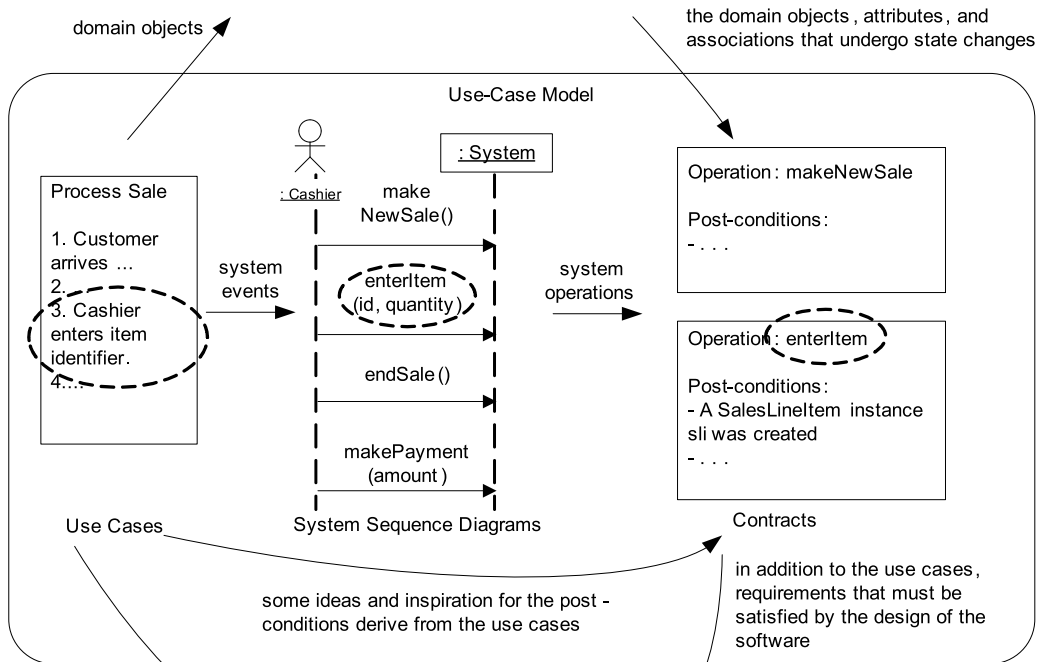 domain objects
the domain objects, attributes, and
associations that undergo state changes
Use-Case Model
Process Sale
1. Customer
arrives ...
2. ...
3. Cashier
enters item
identifier.
4....
system
events
: Cashier
: System
make
NewSale()
enterItem
(id, quantity)
endSale()
makePayment
(amount)
system
operations
Operation: makeNewSale
Post-conditions:
- . . .
Operation: enterItem
Post-conditions:
- A SalesLineItem instance
sli was created
- . . .
Use Cases
System Sequence Diagrams
Contracts
some ideas and inspiration for the post-
conditions derive from the use cases
in addition to the use cases,
requirements that must be
satisfied by the design of the
software